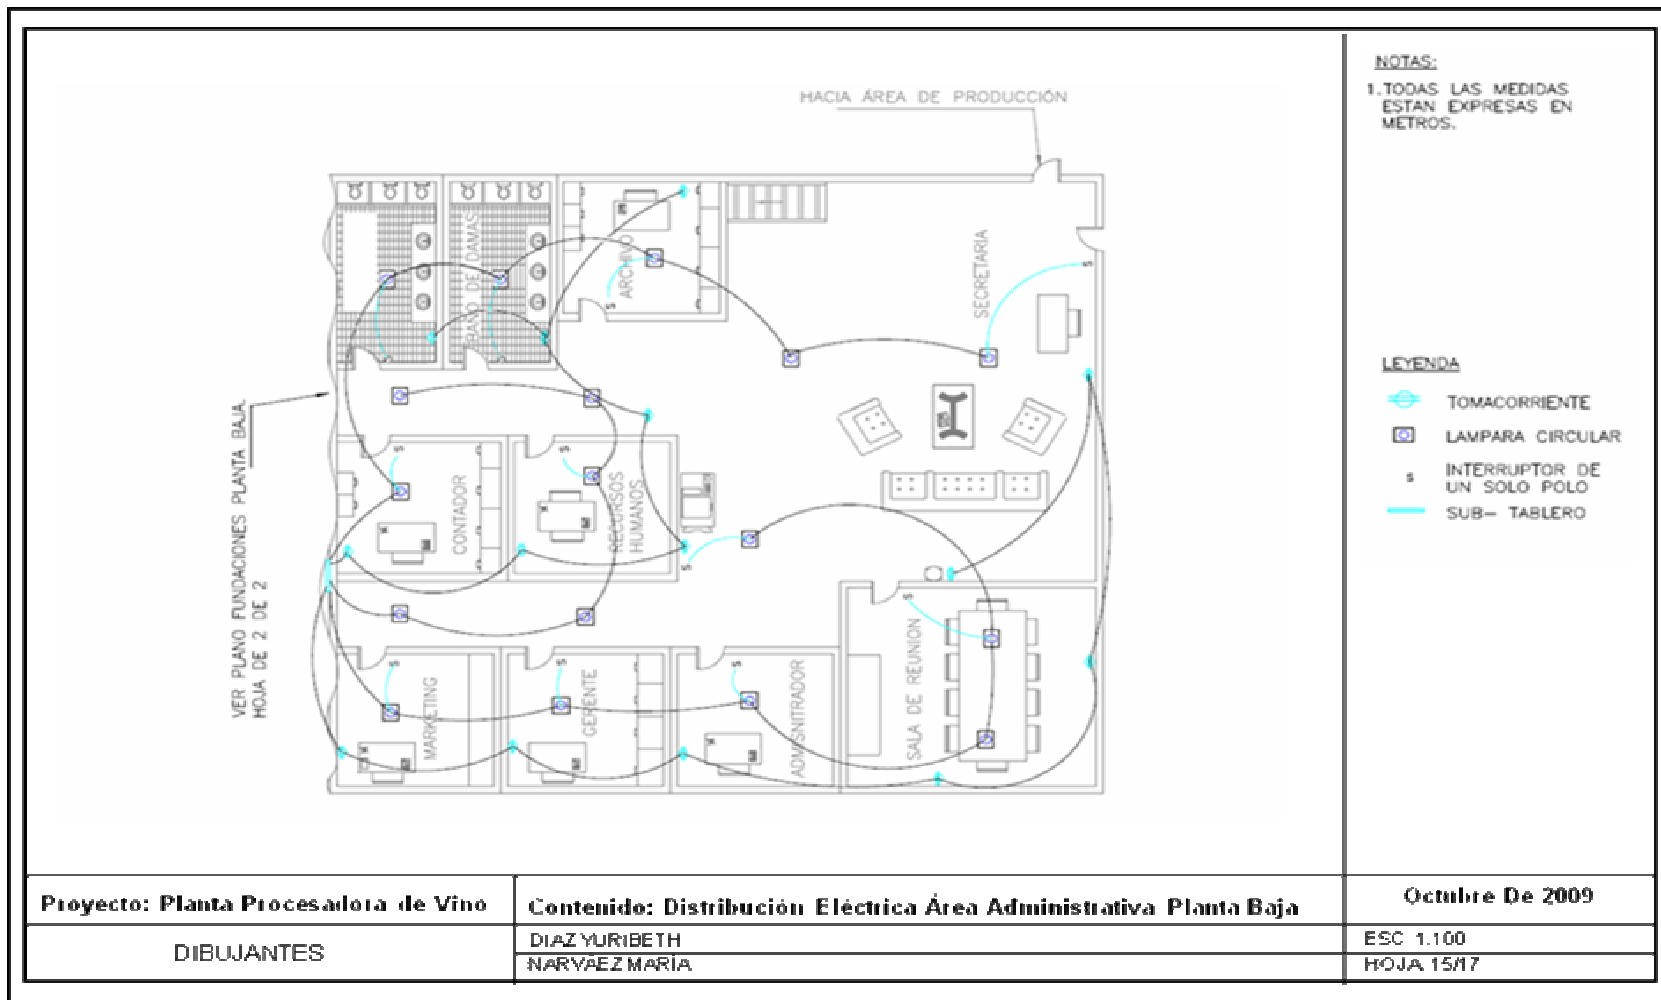 HACIA ÁREA DE PRODUCCIÓN
NOTAS:
1.TODAS LAS MEDIDAS
ESTAN EXPRESAS EN
METROS.
BAÑO DE DAMAS
ARCHIVO
SECRETARIA
VER PLANO FUNDACIONES PLANTA BAJA.
HOJA DE 2 DE 2
CONTADOR
RECURSOS
HUMANOS
MARKETING
GERENTE
ADMISNITRADOR
SALA DE REUNION
LEYENDA
TOMACORRIENTE
LAMPARA CIRCULAR
S INTERRUPTOR DE
UN SOLO POLO
SUB- TABLERO
Proyecto: Planta Procesadora de Vino
Contenido: Distribución Eléctrica Área Administrativa Planta Baja
Octubre De 2009
DIBUJANTES
DIAZ YURIBETH
NARVÁEZ MARÍA
ESC 1.100
HOJA 15/17